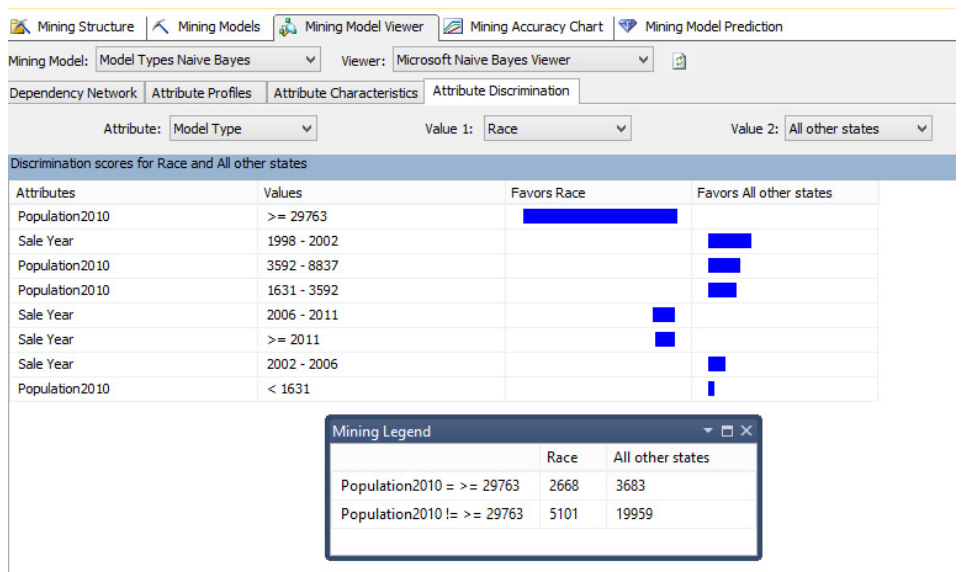 Mining Structure Mining Models Mining Model Viewer Mining Accuracy Chart Mining Model Prediction
Mining Model: Model Types Naive Bayes Viewer: Microsoft Naive Bayes Viewer
Dependency Network Attribute Profiles Attribute Characteristics Attribute Discrimination
Attribute: Model Type Value 1: Race Value 2: All other states
Discrimination scores for Race and All other states
Attributes Values Favors Race Favors All other states
Population2010 >= 29763
Sale Year 1998 - 2002
Population2010 3592 - 8837
Population2010 1631 - 3592
Sale Year 2006 - 2011
Sale Year >= 2011
Sale Year 2002 - 2006
Population2010 < 1631
Mining Legend
Race All other states
Population2010 = >= 29763 2668 3683
Population2010 != >= 29763 5101 19959